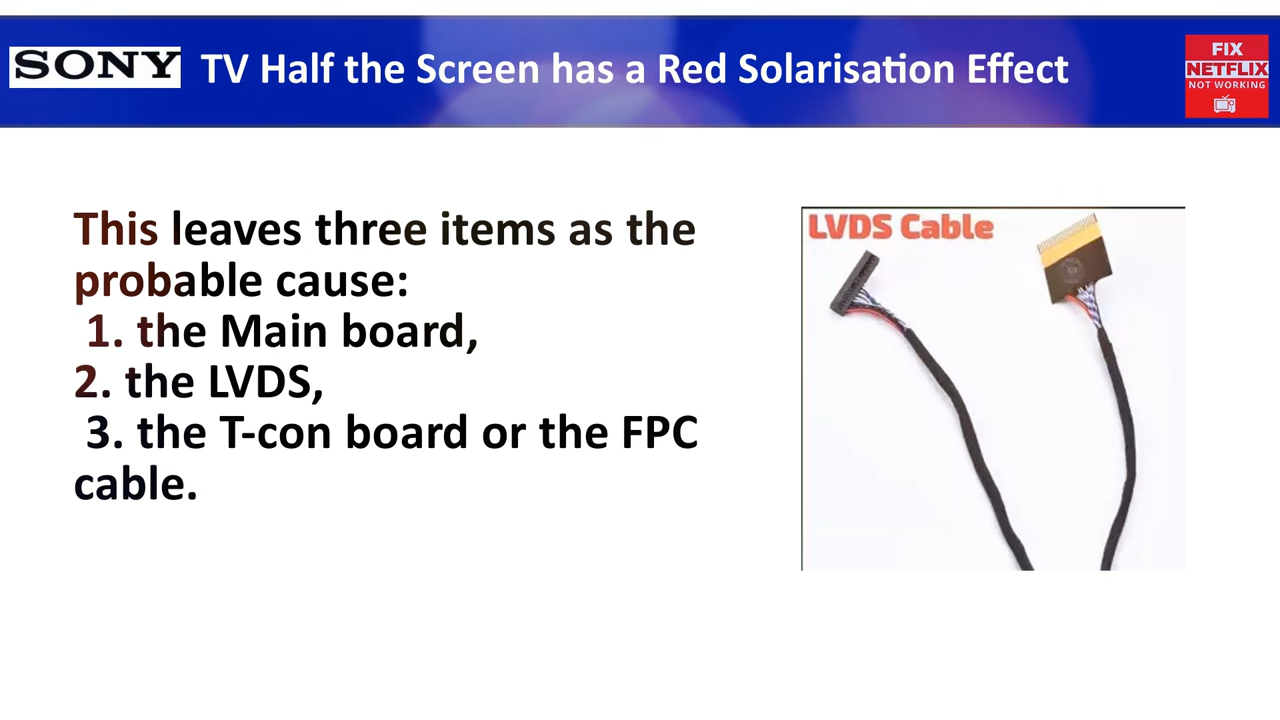 SONY TV Half the Screen has a Red Solarisation Effect
FIX
NETFLIX
NOT WORKING
This leaves three items as the
probable cause:
1. the Main board,
2. the LVDS,
3. the T-con board or the FPC
cable.
LVDS Cable